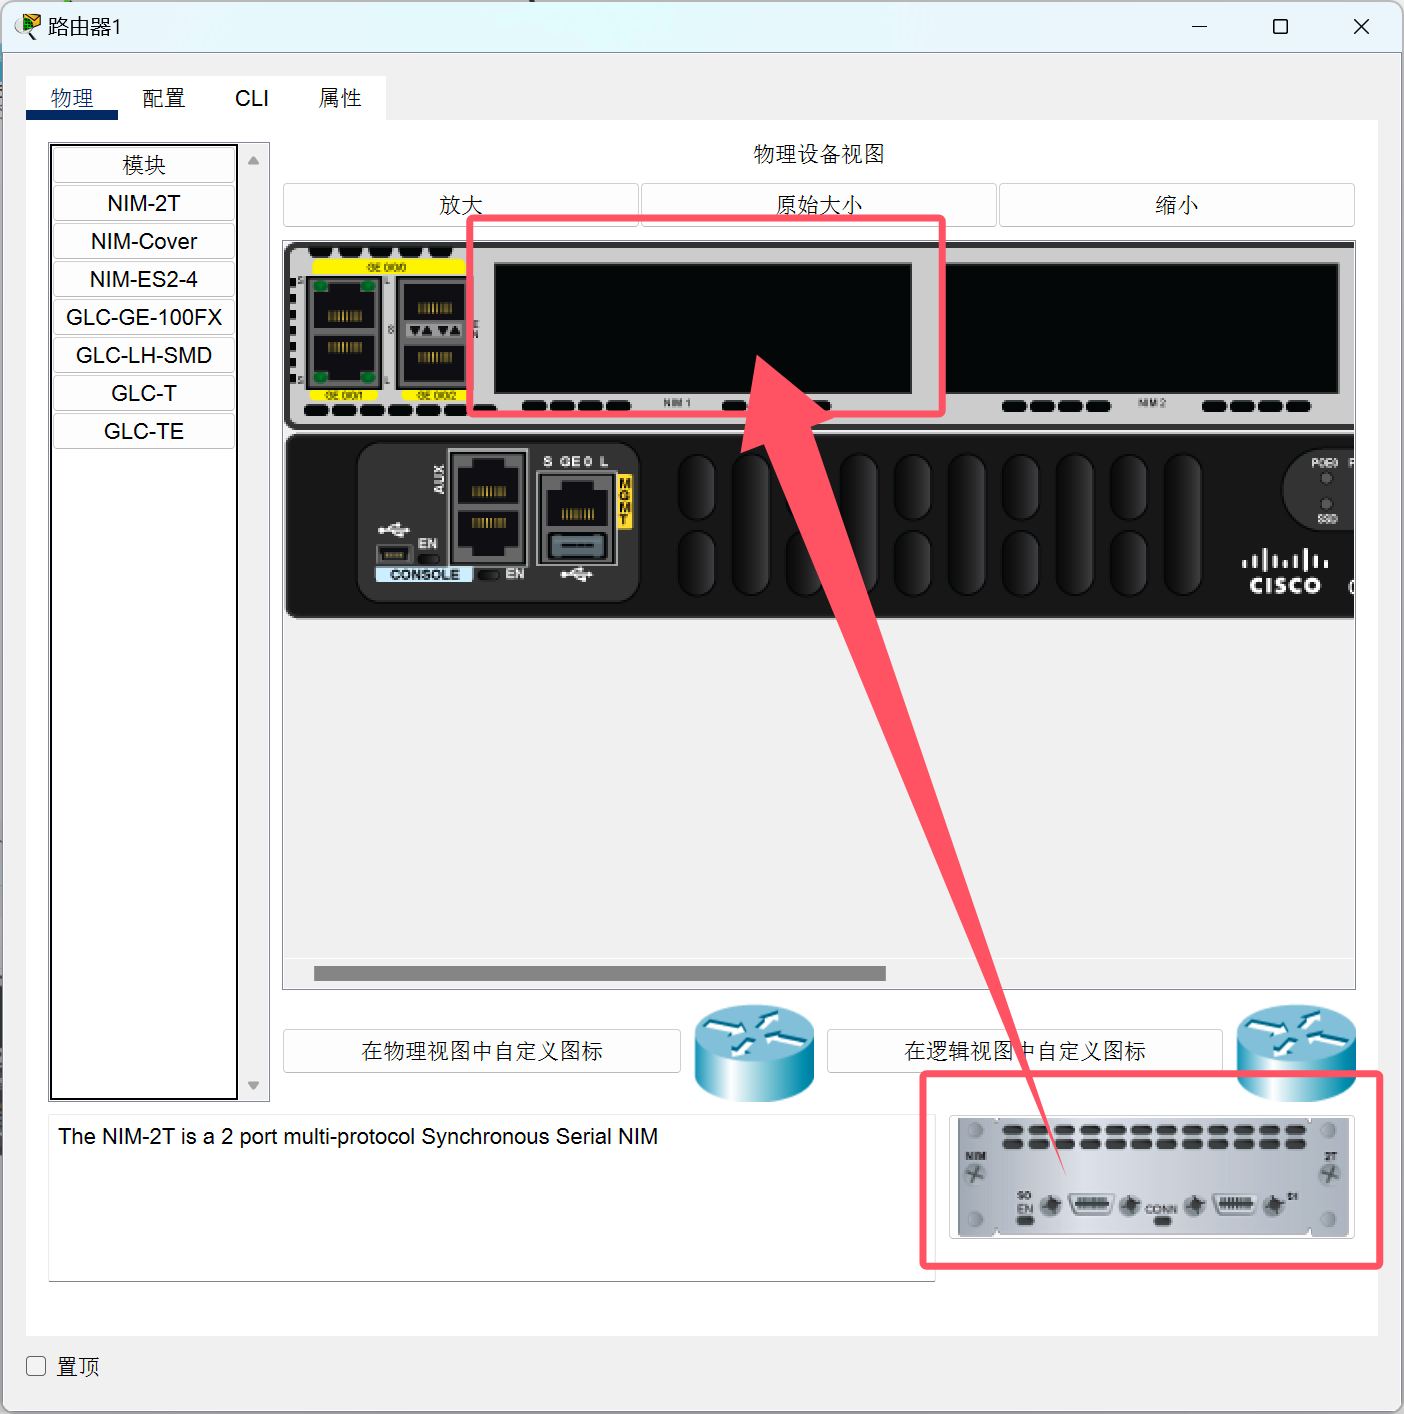 路由器1
物理
配置
CLI
属性
模块
NIM-2T
NIM-Cover
NIM-ES2-4
GLC-GE-100FX
GLC-LH-SMD
GLC-T
GLC-TE
物理设备视图
放大
原始大小
缩小
GE 0/0/0
S
L
S
S
L
GE 0/0/1
GE 0/0/2
NIM 1
NIM 2
AUX
S GE0 L
MGMT
EN
CONSOLE
EN
POE0
SSD
CISCO
在物理视图中自定义图标
在逻辑视图中自定义图标
The NIM-2T is a 2 port multi-protocol Synchronous Serial NIM
NIM
2T
S0
EN
CONN
S1
置顶